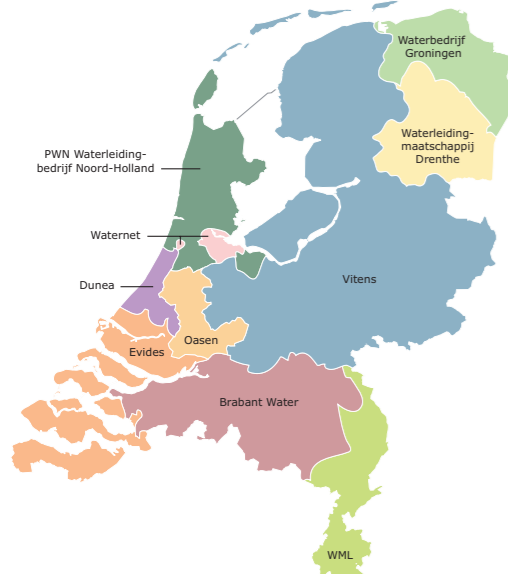 Waterbedrijf
Groningen
Waterleiding-
maatschappij
Drenthe
PWN Waterleiding-
bedrijf Noord-Holland
Waternet
Dunea
Vitens
Evides
Oasen
Brabant Water
WML